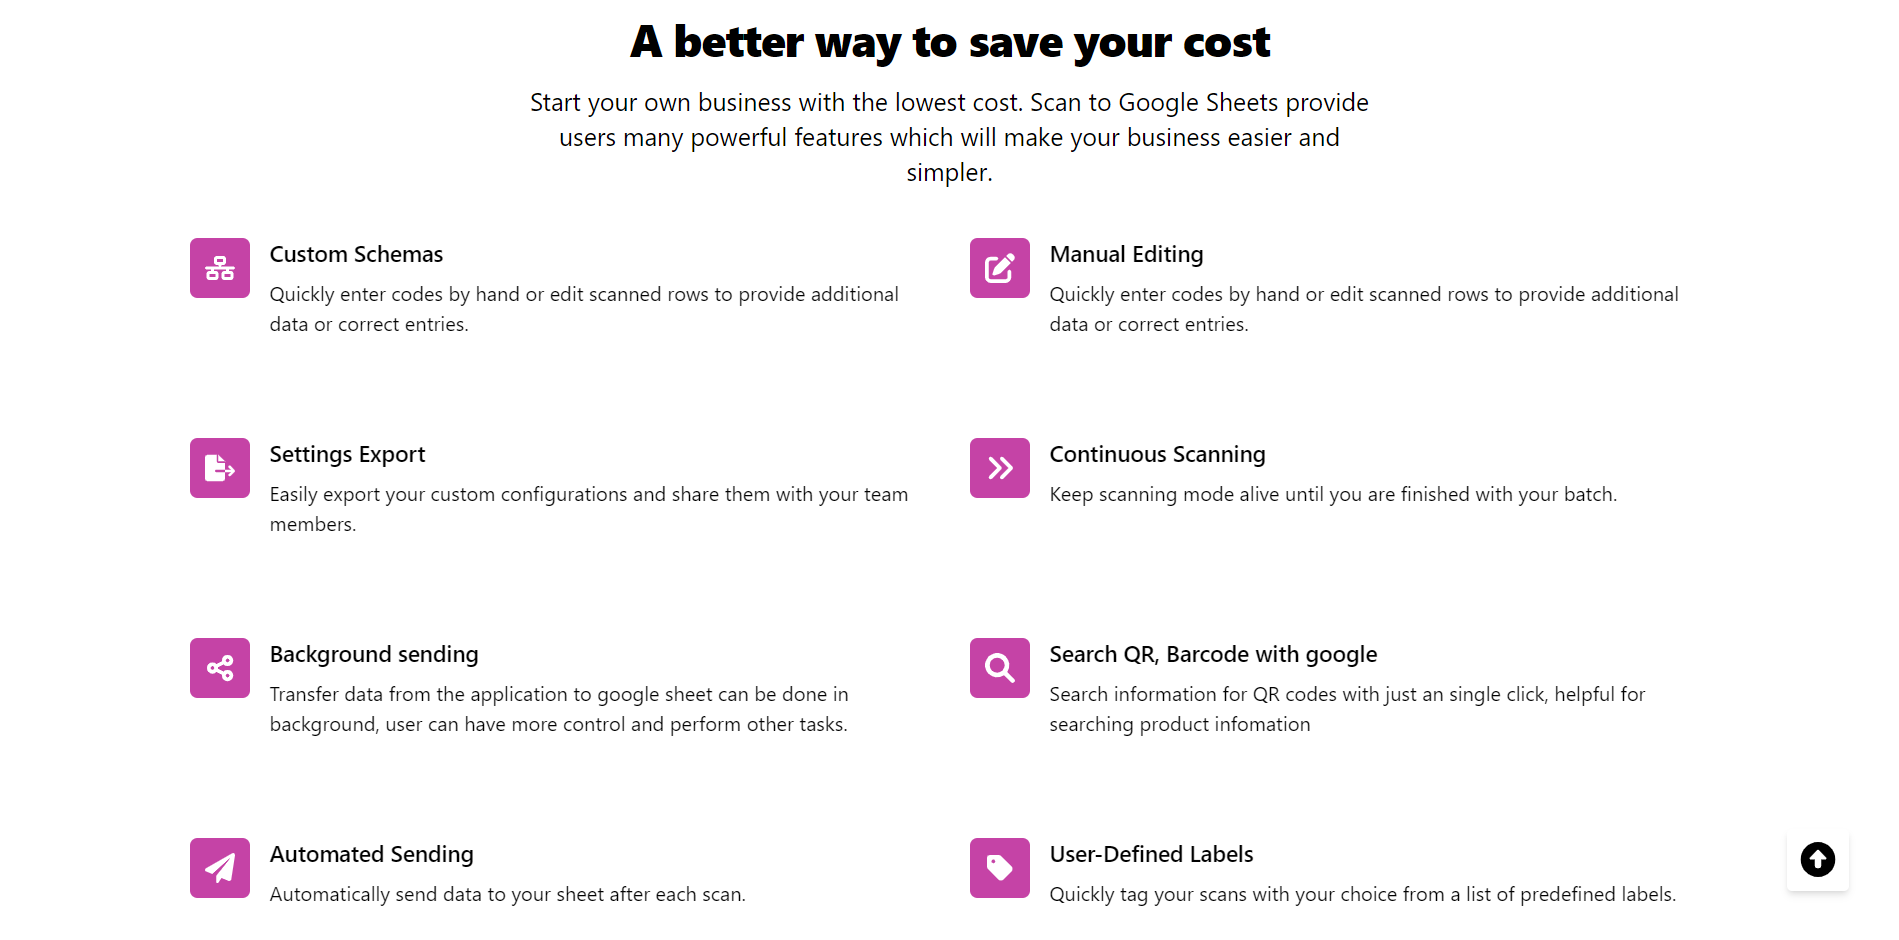 A better way to save your cost
Start your own business with the lowest cost. Scan to Google Sheets provide
users many powerful features which will make your business easier and
simpler.
Custom Schemas
Quickly enter codes by hand or edit scanned rows to provide additional
data or correct entries.
Manual Editing
Quickly enter codes by hand or edit scanned rows to provide additional
data or correct entries.
Settings Export
Easily export your custom configurations and share them with your team
members.
Continuous Scanning
Keep scanning mode alive until you are finished with your batch.
Background sending
Transfer data from the application to google sheet can be done in
background, user can have more control and perform other tasks.
Search QR, Barcode with google
Search information for QR codes with just an single click, helpful for
searching product infomation
Automated Sending
Automatically send data to your sheet after each scan.
User-Defined Labels
Quickly tag your scans with your choice from a list of predefined labels.